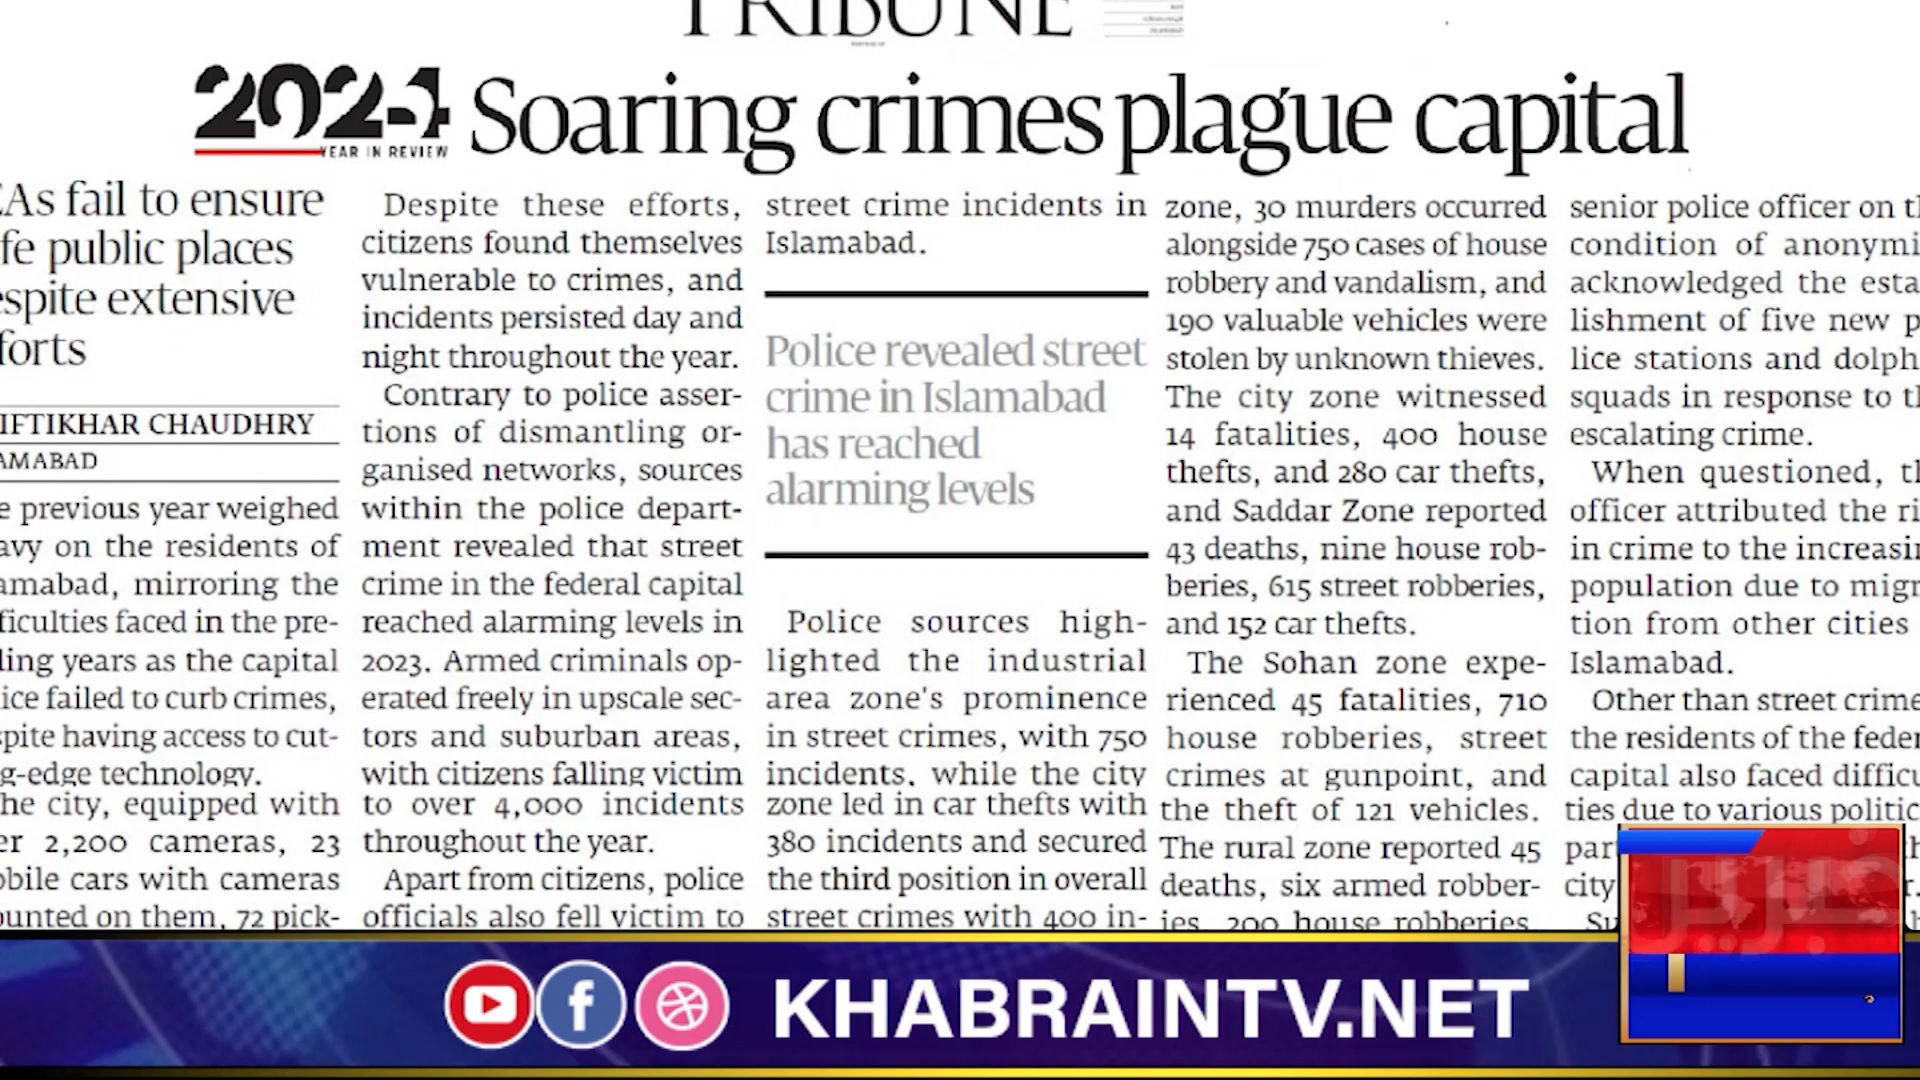 TRIBUNE
2024 Soaring crimes plague capital
YEAR IN REVIEW
EAs fail to ensure
fe public places
spite extensive
forts
IFTIKHAR CHAUDHRY
AMABAD
e previous year weighed
avy on the residents of
amabad, mirroring the
ficulties faced in the pre-
ding years as the capital
ice failed to curb crimes,
spite having access to cut-
g-edge technology.
he city, equipped with
er 2,200 cameras, 23
obile cars with cameras
ounted on them, 72 pick-
Despite these efforts,
citizens found themselves
vulnerable to crimes, and
incidents persisted day and
night throughout the year.
Contrary to police asser-
tions of dismantling or-
ganised networks, sources
within the police depart-
ment revealed that street
crime in the federal capital
reached alarming levels in
2023. Armed criminals op-
erated freely in upscale sec-
tors and suburban areas,
with citizens falling victim
to over 4,000 incidents
throughout the year.
Apart from citizens, police
officials also fell victim to
street crime incidents in
Islamabad.
Police revealed street
crime in Islamabad
has reached
alarming levels
Police sources high-
lighted the industrial
area zone's prominence
in street crimes, with 750
incidents, while the city
zone led in car thefts with
380 incidents and secured
the third position in overall
street crimes with 400 in-
zone, 30 murders occurred
alongside 750 cases of house
robbery and vandalism, and
190 valuable vehicles were
stolen by unknown thieves.
The city zone witnessed
14 fatalities, 400 house
thefts, and 280 car thefts,
and Saddar Zone reported
43 deaths, nine house rob-
beries, 615 street robberies,
and 152 car thefts.
The Sohan zone expe-
rienced 45 fatalities, 710
house robberies, street
crimes at gunpoint, and
the theft of 121 vehicles.
The rural zone reported 45
deaths, six armed robber-
ies, 200 house robberies,
senior police officer on th
condition of anonymi
acknowledged the esta
lishment of five new p
lice stations and dolph
squads in response to th
escalating crime.
When questioned, th
officer attributed the ri
in crime to the increasin
population due to migr
tion from other cities
Islamabad.
Other than street crime
the residents of the feder
capital also faced difficu
ties due to various politic
par
city
Su
KHABRAINTV.NET